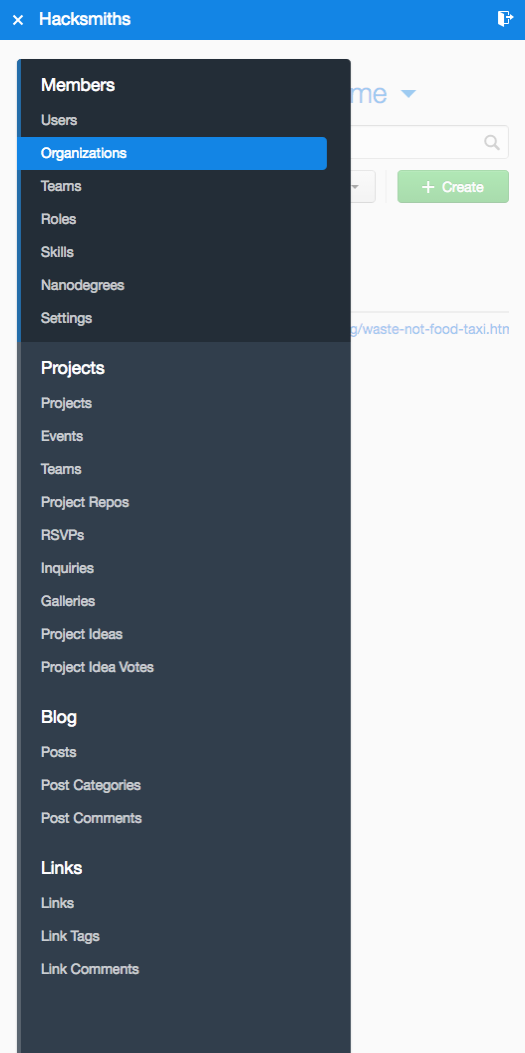 × Hacksmiths
Members
Users
Organizations
Teams
Roles
Skills
Nanodegrees
Settings
Projects
Projects
Events
Teams
Project Repos
RSVPs
Inquiries
Galleries
Project Ideas
Project Idea Votes
Blog
Posts
Post Categories
Post Comments
Links
Links
Link Tags
Link Comments
me
+ Create
g/waste-not-food-taxi.htm